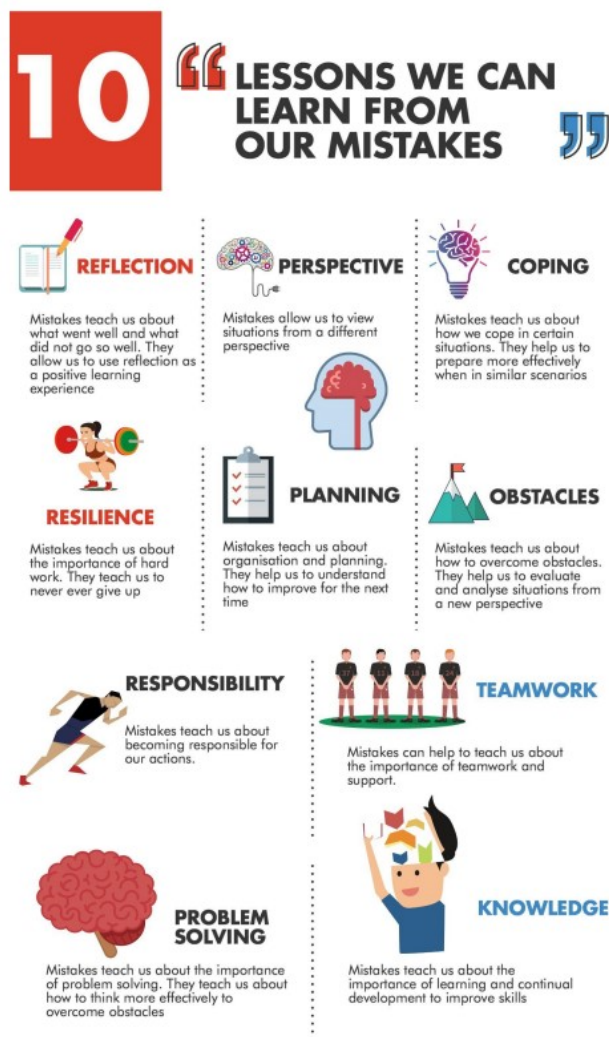 10
“ LESSONS WE CAN
LEARN FROM
OUR MISTAKES ”
REFLECTION
Mistakes teach us about
what went well and what
did not go so well. They
allow us to use reflection as
a positive learning
experience
PERSPECTIVE
Mistakes allow us to view
situations from a different
perspective
COPING
Mistakes teach us about
how we cope in certain
situations. They help us to
prepare more effectively
when in similar scenarios
RESILIENCE
Mistakes teach us about
the importance of hard
work. They teach us to
never ever give up
PLANNING
Mistakes teach us about
organisation and planning.
They help us to understand
how to improve for the next
time
OBSTACLES
Mistakes teach us about
how to overcome obstacles.
They help us to evaluate
and analyse situations from
a new perspective
RESPONSIBILITY
Mistakes teach us about
becoming responsible for
our actions.
TEAMWORK
Mistakes can help to teach us about
the importance of teamwork and
support.
PROBLEM
SOLVING
Mistakes teach us about the importance
of problem solving. They teach us about
how to think more effectively to
overcome obstacles
KNOWLEDGE
Mistakes teach us about the
importance of learning and continual
development to improve skills